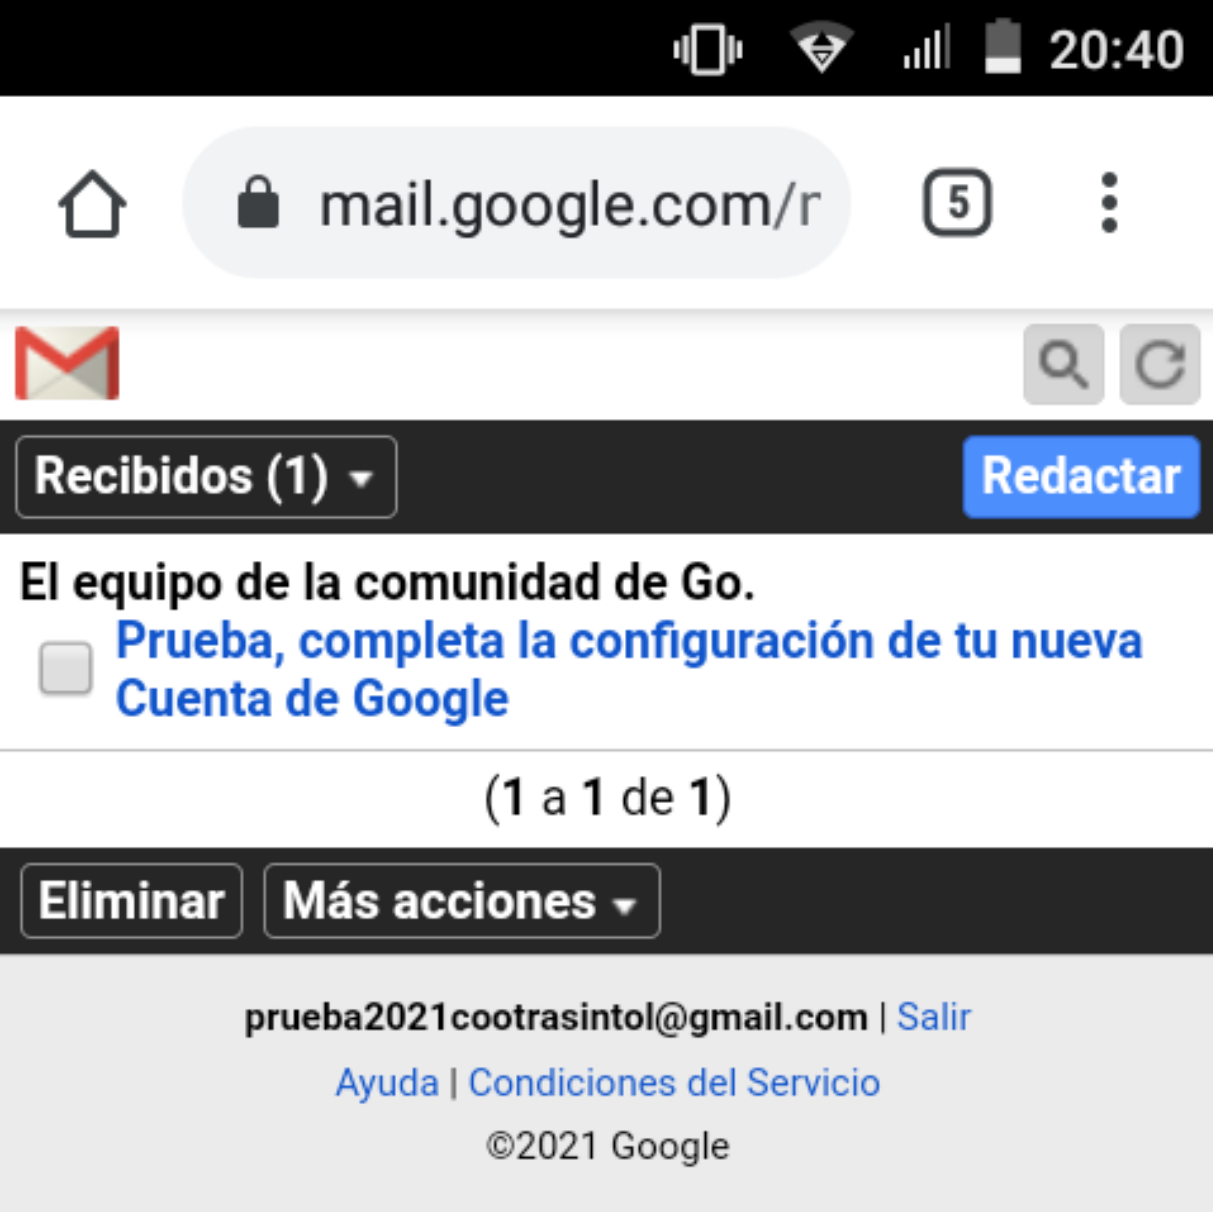 20:40
mail.google.com/r
5
Recibidos (1)
Redactar
El equipo de la comunidad de Go.
Prueba, completa la configuración de tu nueva
Cuenta de Google
(1 a 1 de 1)
Eliminar Más acciones
prueba2021cootrasintol@gmail.com | Salir
Ayuda | Condiciones del Servicio
©2021 Google